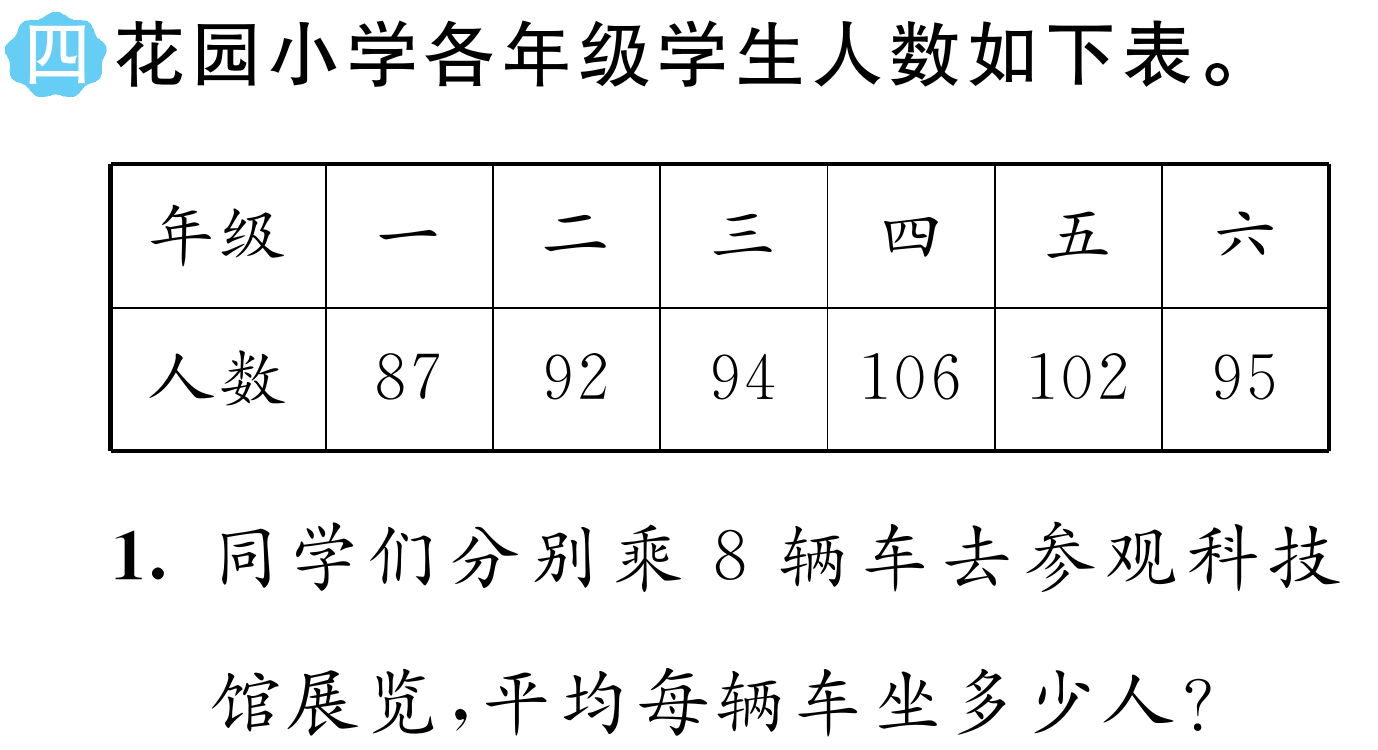 四 花园小学各年级学生人数如下表。
年级 一 二 三 四 五 六
人数 87 92 94 106 102 95
1. 同学们分别乘 8 辆车去参观科技
馆展览,平均每辆车坐多少人?